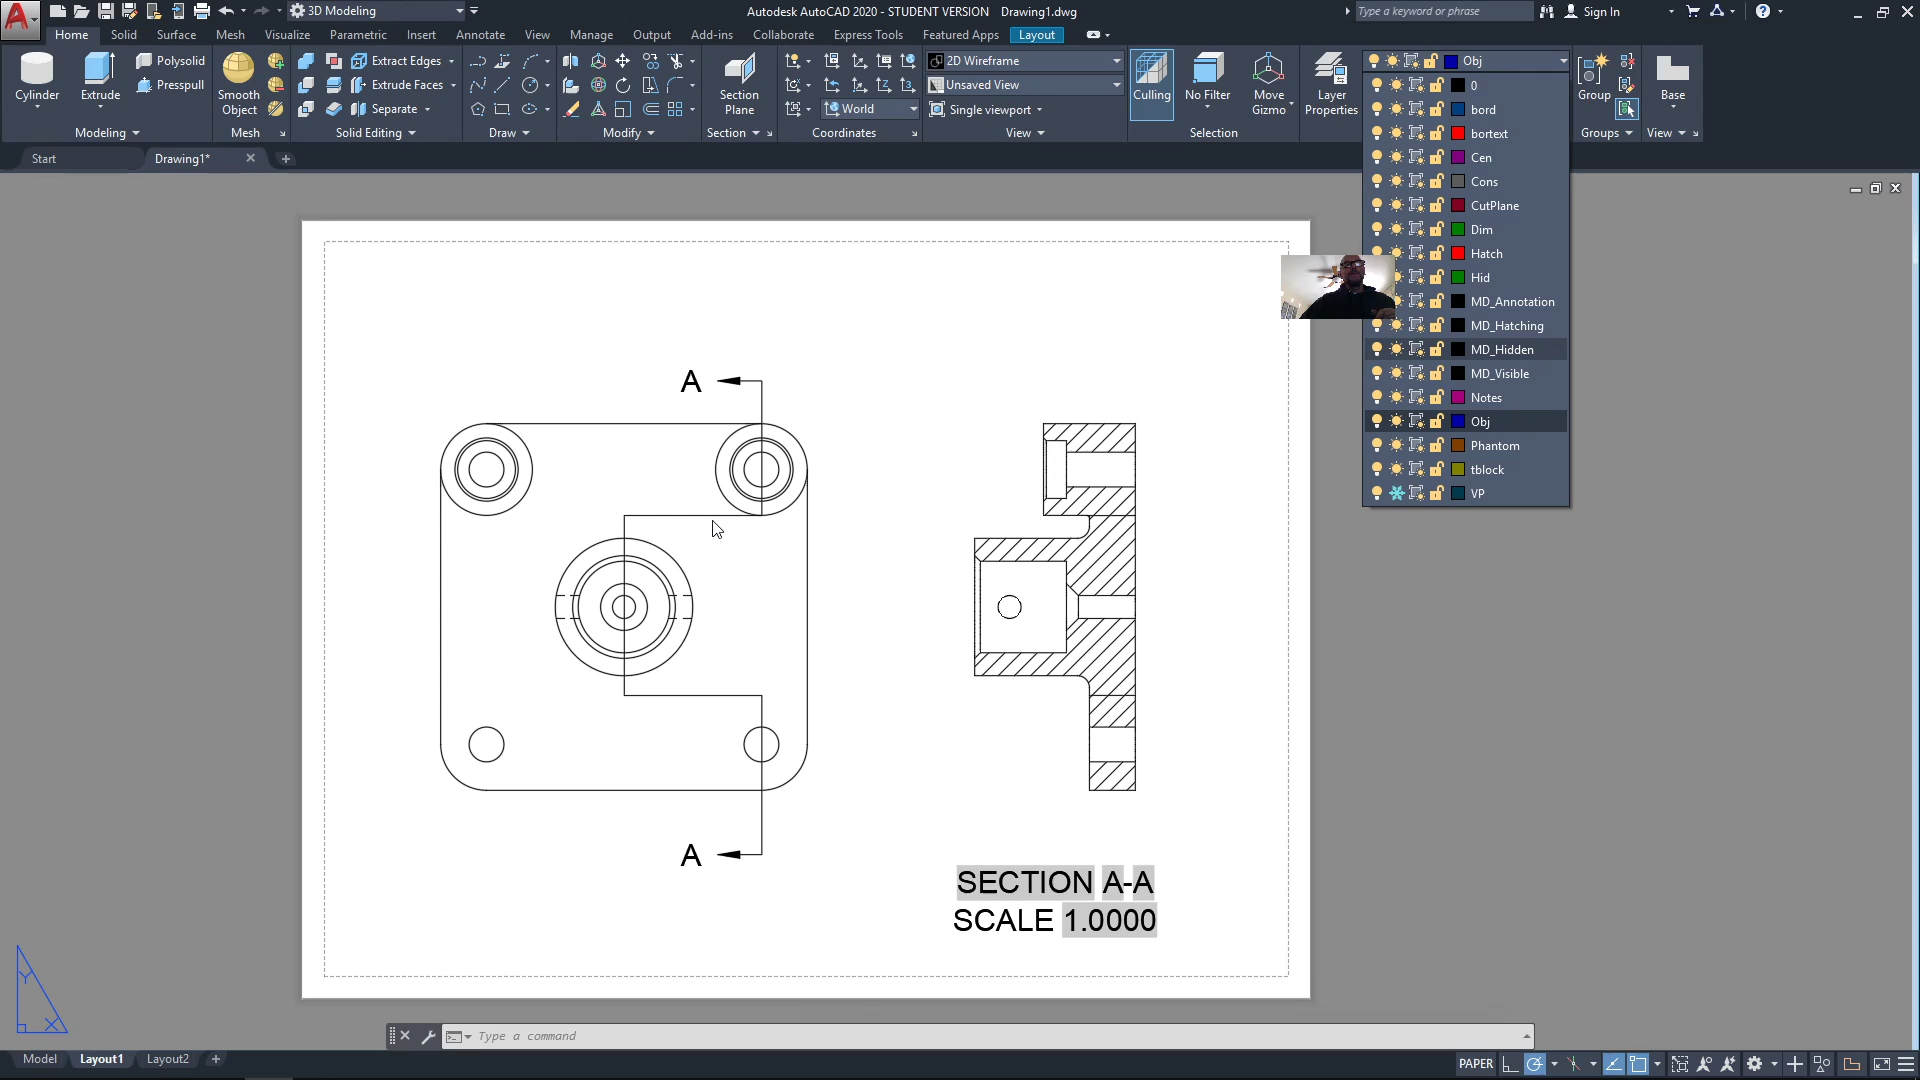 3D Modeling
Autodesk AutoCAD 2020 - STUDENT VERSION Drawing1.dwg
Type a keyword or phrase
Sign In
Home Solid Surface Mesh Visualize Parametric Insert Annotate View Manage Output Add-ins Collaborate Express Tools Featured Apps Layout
Polysolid
Presspull
Cylinder
Extrude
Smooth
Object
Extract Edges
Extrude Faces
Separate
Section
Plane
World
2D Wireframe
Unsaved View
Single viewport
Culling
No Filter
Move
Gizmo
Layer
Properties
Obj
Group
Base
Modeling
Mesh
Solid Editing
Draw
Modify
Section
Coordinates
View
Selection
Groups
View
Start
Drawing1*
0
bord
bortext
Cen
Cons
CutPlane
Dim
Hatch
Hid
MD_Annotation
MD_Hatching
MD_Hidden
MD_Visible
Notes
Obj
Phantom
tblock
VP
A
A
SECTION A-A
SCALE 1.0000
Y
X
Type a command
Model Layout1 Layout2
PAPER